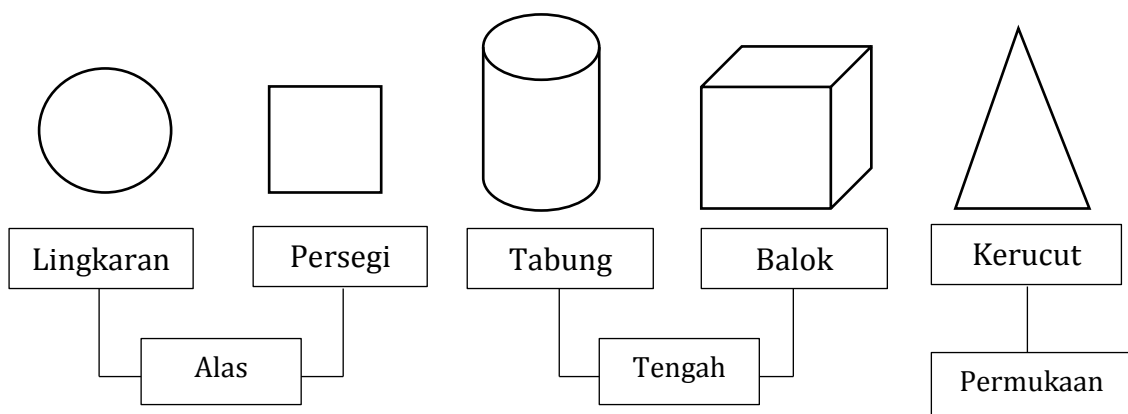 Lingkaran
Persegi
Tabung
Balok
Kerucut
Alas
Tengah
Permukaan